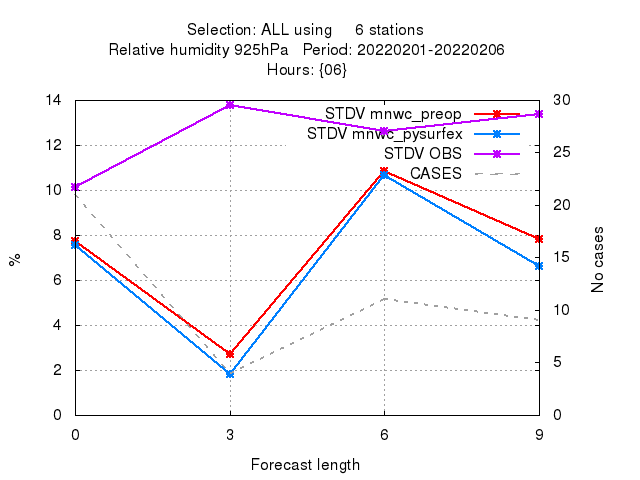 Selection: ALL using 6 stations
Relative humidity 925hPa Period: 20220201-20220206
Hours: {06}
14 30
STDV mnwc_preop
STDV mnwc_pysurfex
STDV OBS
CASES
12 25
10 20
8 15
6 10
4 5
2
0 0
% No cases
0 3 6 9
Forecast length